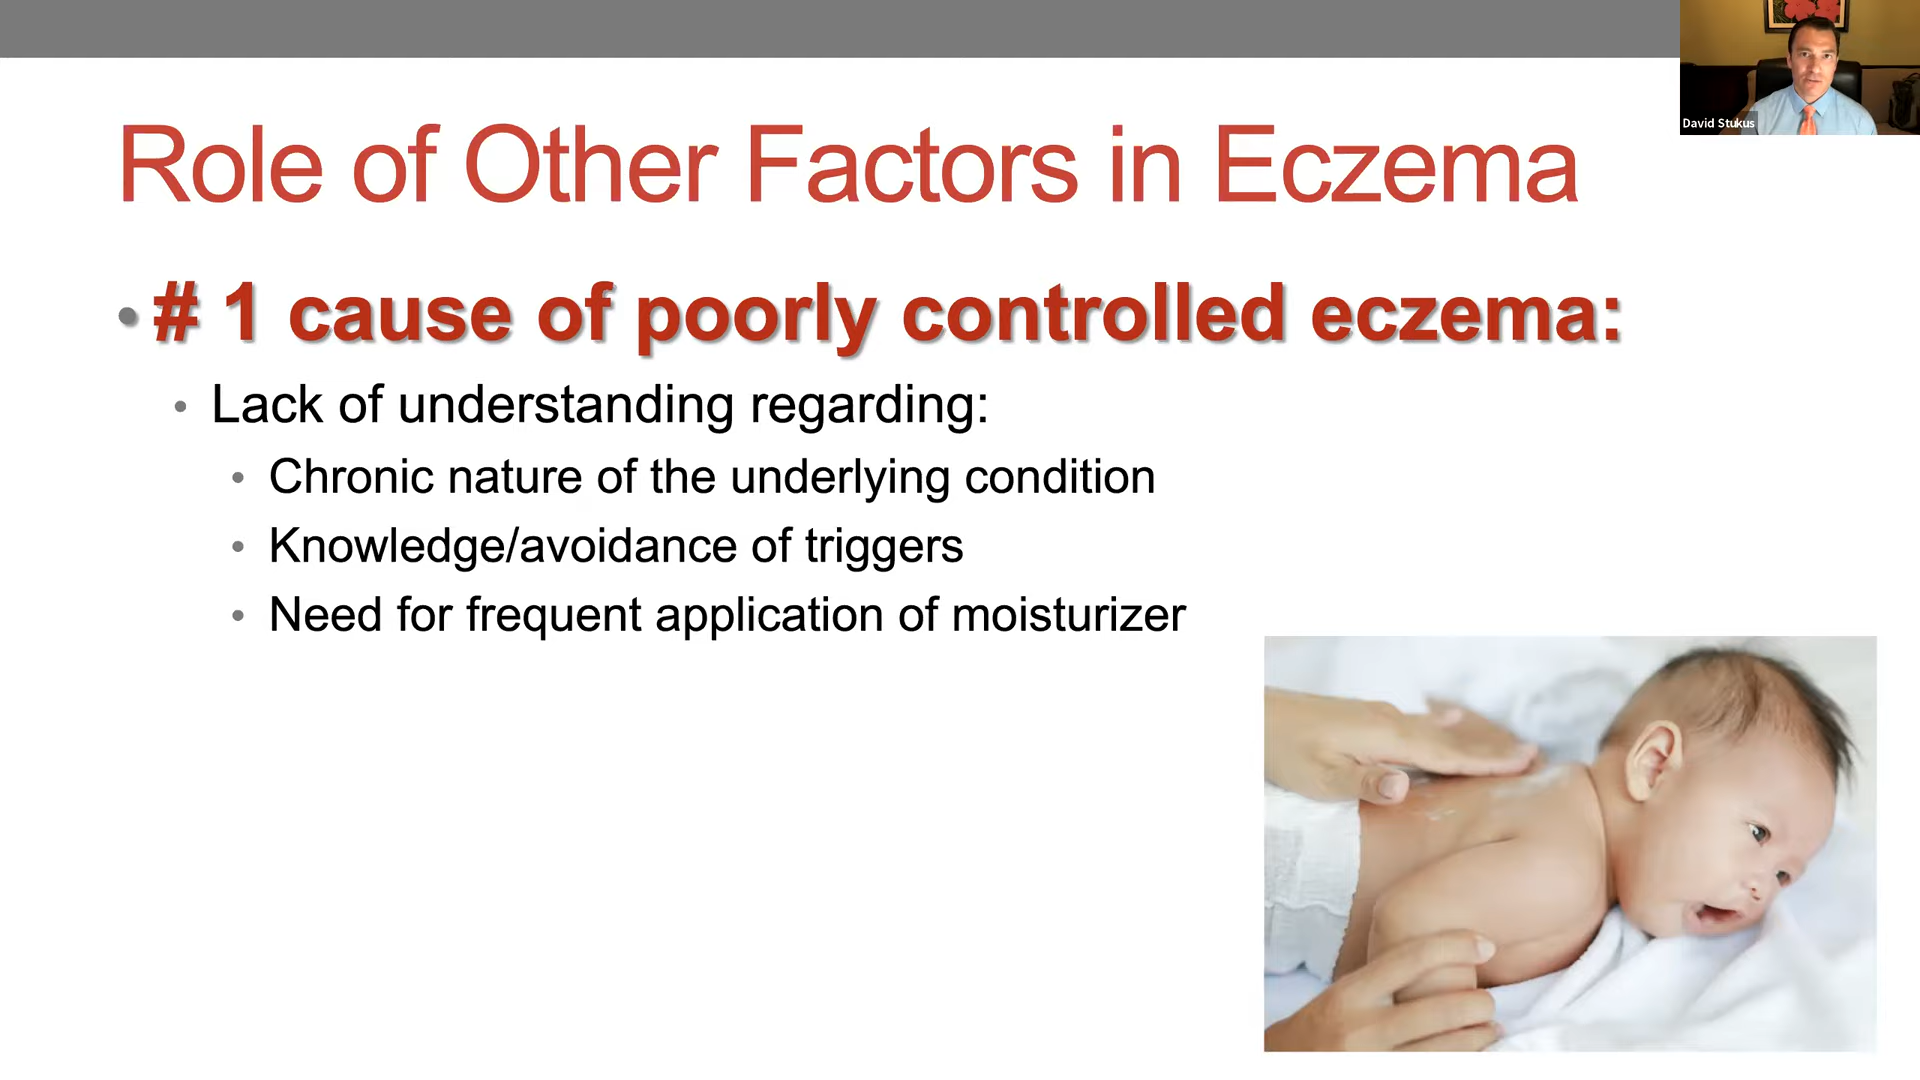 David Stukus
Role of Other Factors in Eczema
• # 1 cause of poorly controlled eczema:
• Lack of understanding regarding:
• Chronic nature of the underlying condition
• Knowledge/avoidance of triggers
• Need for frequent application of moisturizer